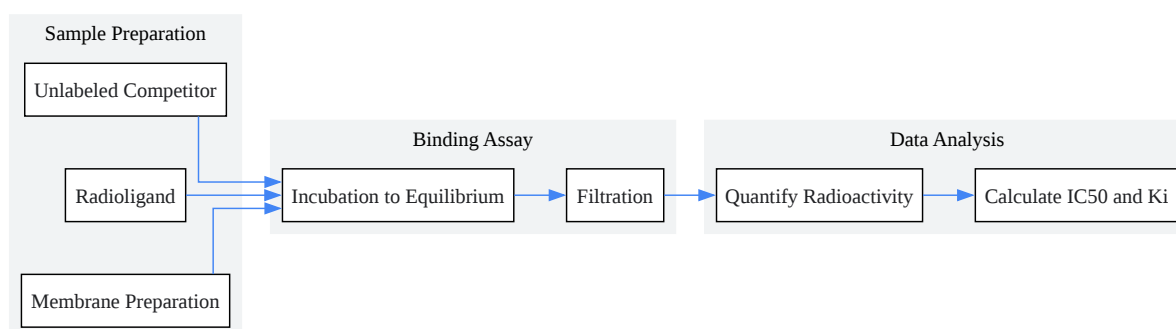 Sample Preparation
Unlabeled Competitor
Radioligand
Membrane Preparation
Binding Assay
Incubation to Equilibrium
Filtration
Data Analysis
Quantify Radioactivity
Calculate IC50 and Ki